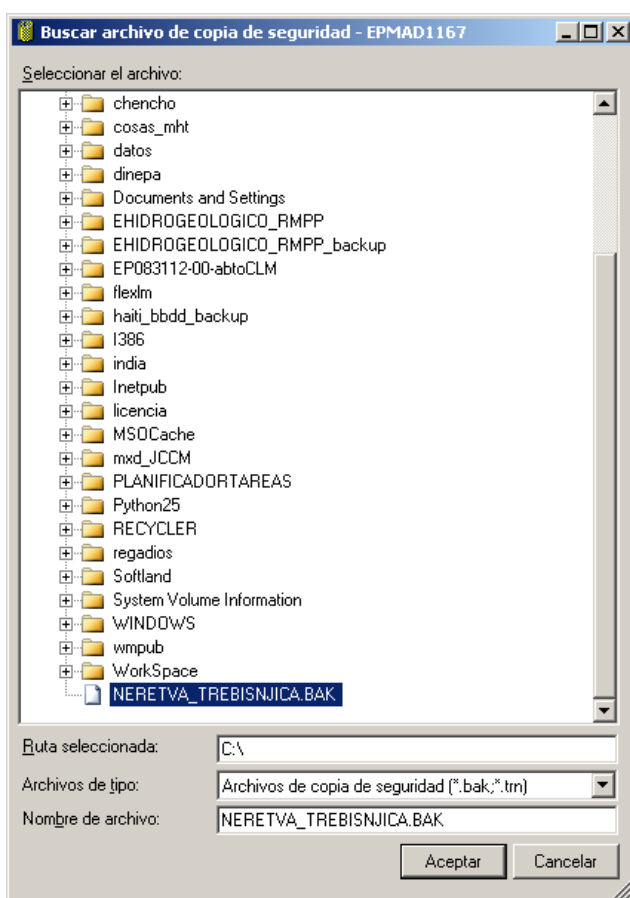 Buscar archivo de copia de seguridad - EPMAD1167
Seleccionar el archivo:
chencho
cosas_mht
datos
dinepa
Documents and Settings
EHIDROGEOLOGICO_RMPP
EHIDROGEOLOGICO_RMPP_backup
EP083112-00-abtoCLM
flexlm
haiti_bbdd_backup
I386
india
Inetpub
licencia
MSOCache
mxd_JCCM
PLANIFICADORTAREAS
Python25
RECYCLER
regadios
Softland
System Volume Information
WINDOWS
wmpub
WorkSpace
NERETVA_TREBISNJICA.BAK
Ruta seleccionada: C:\
Archivos de tipo: Archivos de copia de seguridad (*.bak;*.trn)
Nombre de archivo: NERETVA_TREBISNJICA.BAK
Aceptar Cancelar